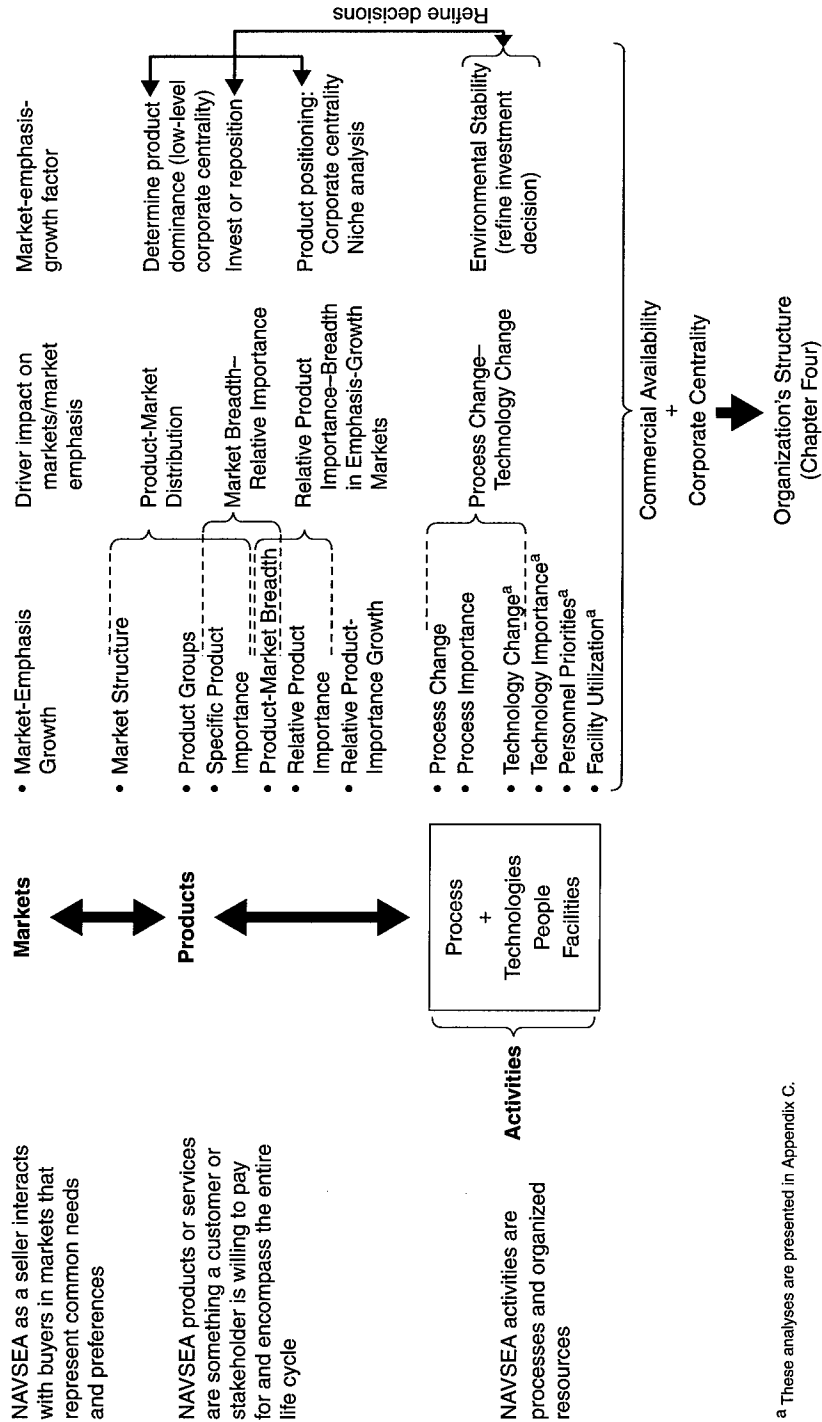 NAVSEA as a seller interacts
with buyers in markets that
represent common needs
and preferences
Markets
• Market-Emphasis
Growth
Driver impact on
markets/market
emphasis
Market-emphasis-
growth factor
• Market Structure
Product-Market
Distribution
Determine product
dominance (low-level
corporate centrality)
NAVSEA products or services
are something a customer or
stakeholder is willing to pay
for and encompass the entire
life cycle
Products
• Product Groups
• Specific Product
Importance
• Product-Market Breadth
• Relative Product
Importance
• Relative Product-
Importance Growth
Market Breadth–
Relative Importance
Invest or reposition
Relative Product
Importance–Breadth
in Emphasis-Growth
Markets
Product positioning:
Corporate centrality
Niche analysis
Refine decisions
NAVSEA activities are
processes and organized
resources
Activities
Process
+
Technologies
People
Facilities
• Process Change
• Process Importance
• Technology Changeᵃ
• Technology Importanceᵃ
• Personnel Prioritiesᵃ
• Facility Utilizationᵃ
Process Change–
Technology Change
Environmental Stability
(refine investment
decision)
Commercial Availability
+
Corporate Centrality
Organization's Structure
(Chapter Four)
ᵃ These analyses are presented in Appendix C.